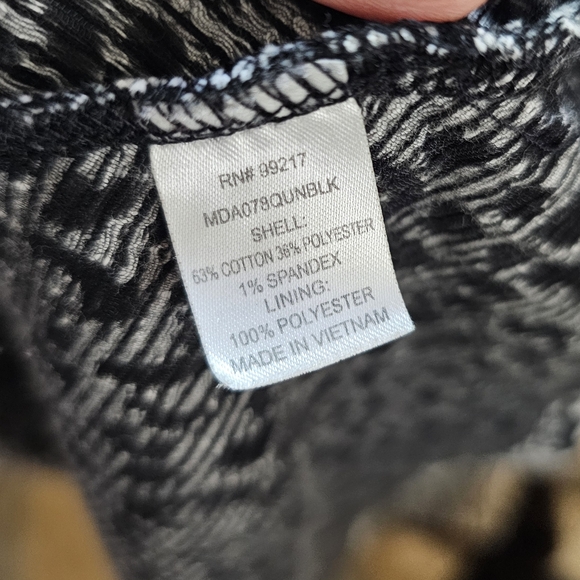 RN# 99217
MDA078QUNBLK
SHELL:
63% COTTON 36% POLYESTER
1% SPANDEX
LINING:
100% POLYESTER
MADE IN VIETNAM